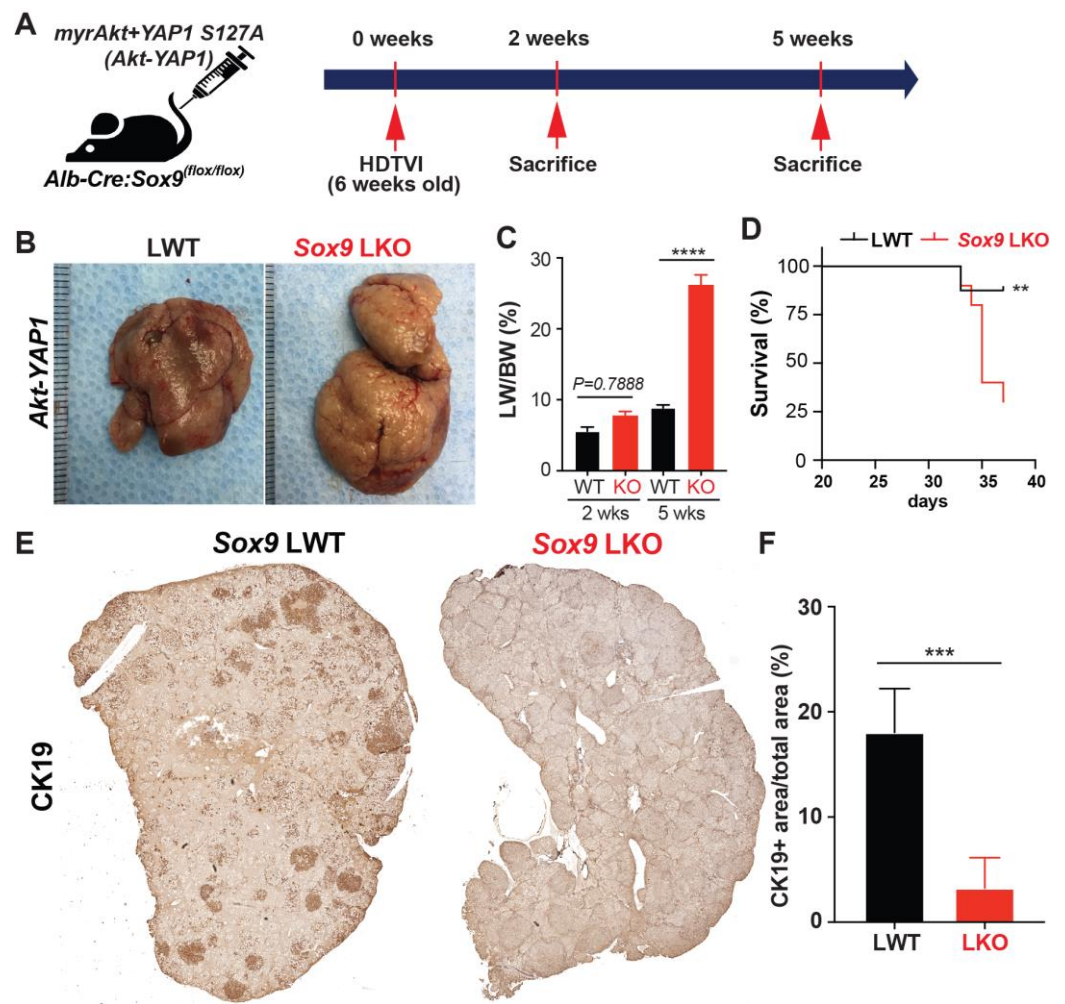 A
myrAkt+YAP1 S127A
(Akt-YAP1)
Alb-Cre:Sox9(flox/flox)
0 weeks
2 weeks
5 weeks
HDTVI
(6 weeks old)
Sacrifice
Sacrifice
B
LWT
Sox9 LKO
Akt-YAP1
C
LW/BW (%)
30
20
10
0
P=0.7888
****
WT
KO
WT
KO
2 wks
5 wks
D
LWT
Sox9 LKO
Survival (%)
100
75
50
25
0
**
20
25
30
35
40
days
E
Sox9 LWT
Sox9 LKO
CK19
F
CK19+ area/total area (%)
30
20
10
0
***
LWT
LKO